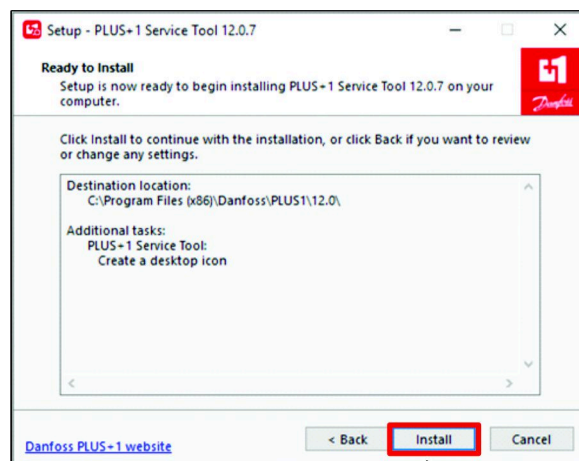 Setup - PLUS+1 Service Tool 12.0.7
Ready to Install
Setup is now ready to begin installing PLUS+1 Service Tool 12.0.7 on your
computer.
Danfoss
Click Install to continue with the installation, or click Back if you want to review
or change any settings.
Destination location:
C:\Program Files (x86)\Danfoss\PLUS1\12.0\
Additional tasks:
PLUS+1 Service Tool:
Create a desktop icon
Danfoss PLUS+1 website
< Back
Install
Cancel